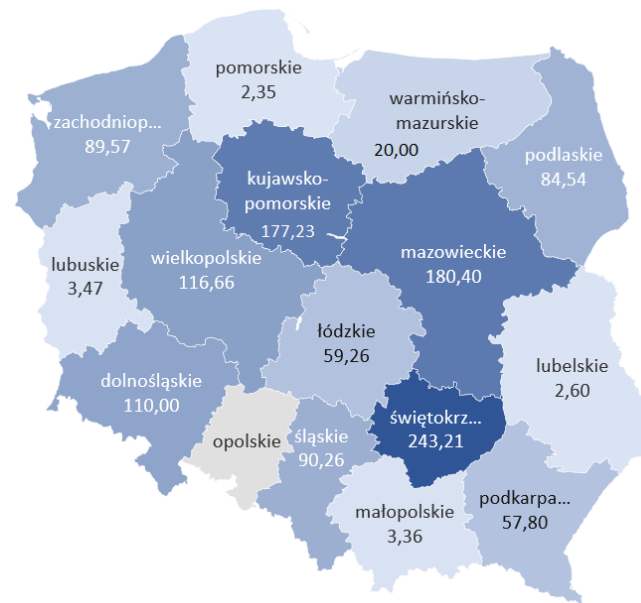 pomorskie
2,35
warmińsko-
mazurskie
20,00
zachodniop...
89,57
podlaskie
84,54
kujawsko-
pomorskie
177,23
mazowieckie
180,40
wielkopolskie
116,66
lubuskie
3,47
łódzkie
59,26
lubelskie
2,60
dolnośląskie
110,00
świętokrz...
243,21
opolskie
śląskie
90,26
podkarpa...
57,80
małopolskie
3,36